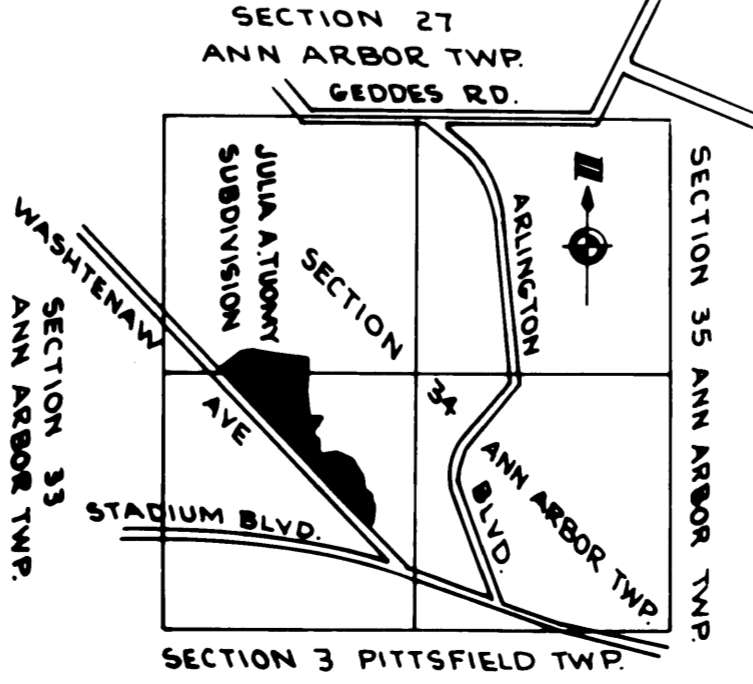 SECTION 27
ANN ARBOR TWP.
GEDDES RD.
JULIA A. TUOMY
SUBDIVISION
SECTION
34
ANN ARBOR TWP.
ARLINGTON
BLVD.
SECTION 35 ANN ARBOR TWP.
WASHTENAW
AVE
SECTION 33
ANN ARBOR TWP.
STADIUM BLVD.
SECTION 3 PITTSFIELD TWP.